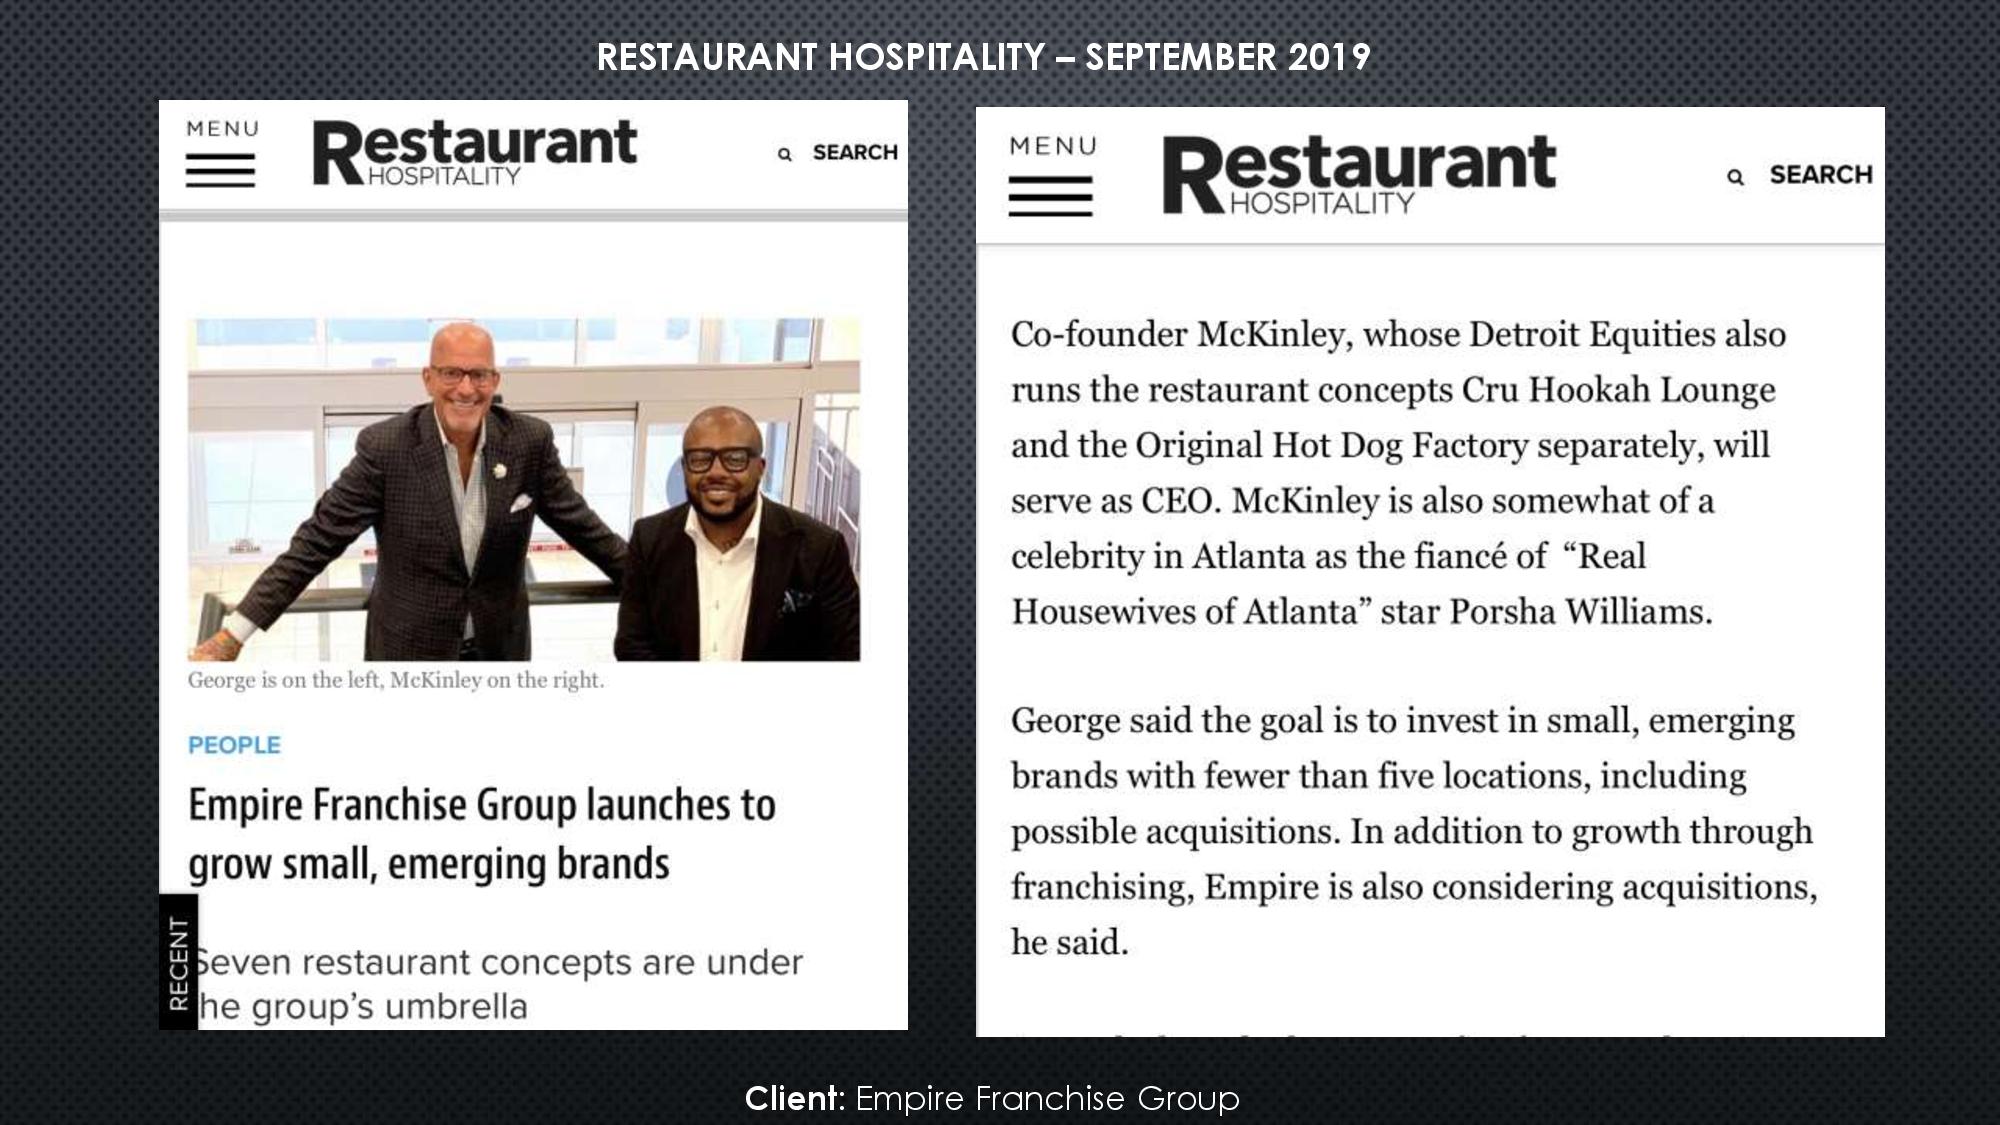 RESTAURANT HOSPITALITY – SEPTEMBER 2019
MENU
Restaurant
HOSPITALITY
SEARCH
George is on the left, McKinley on the right.
PEOPLE
Empire Franchise Group launches to
grow small, emerging brands
RECENT
Seven restaurant concepts are under
he group’s umbrella
MENU
Restaurant
HOSPITALITY
SEARCH
Co-founder McKinley, whose Detroit Equities also
runs the restaurant concepts Cru Hookah Lounge
and the Original Hot Dog Factory separately, will
serve as CEO. McKinley is also somewhat of a
celebrity in Atlanta as the fiancé of “Real
Housewives of Atlanta” star Porsha Williams.
George said the goal is to invest in small, emerging
brands with fewer than five locations, including
possible acquisitions. In addition to growth through
franchising, Empire is also considering acquisitions,
he said.
Client: Empire Franchise Group